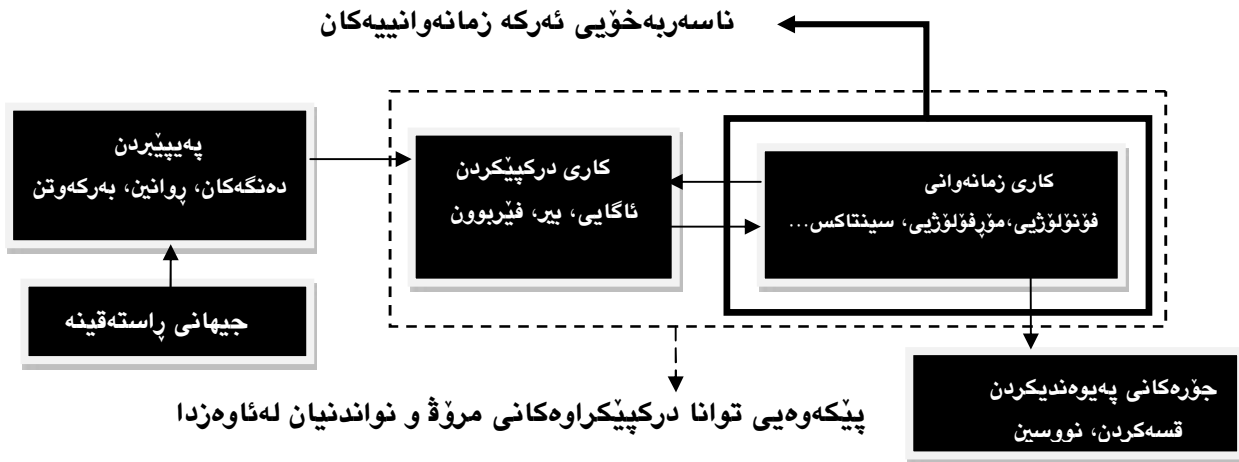 ناسەربەخۆیی ئەرکە زمانەوانییەکان
پەیپێبردن
دەنگەکان، ڕوانین، بەرکەوتن
کاری درکپێکردن
ئاگایی، بیر، فێربوون
کاری زمانەوانی
فۆنۆلۆژیی،مۆڕفۆلۆژیی، سینتاکس...
جیهانی ڕاستەقینە
جۆرەکانی پەیوەندیکردن
قسەکردن، نووسین
پێکەوەیی توانا درکپێکراوەکانی مرۆڤ و نواندنیان لەئاوەزدا